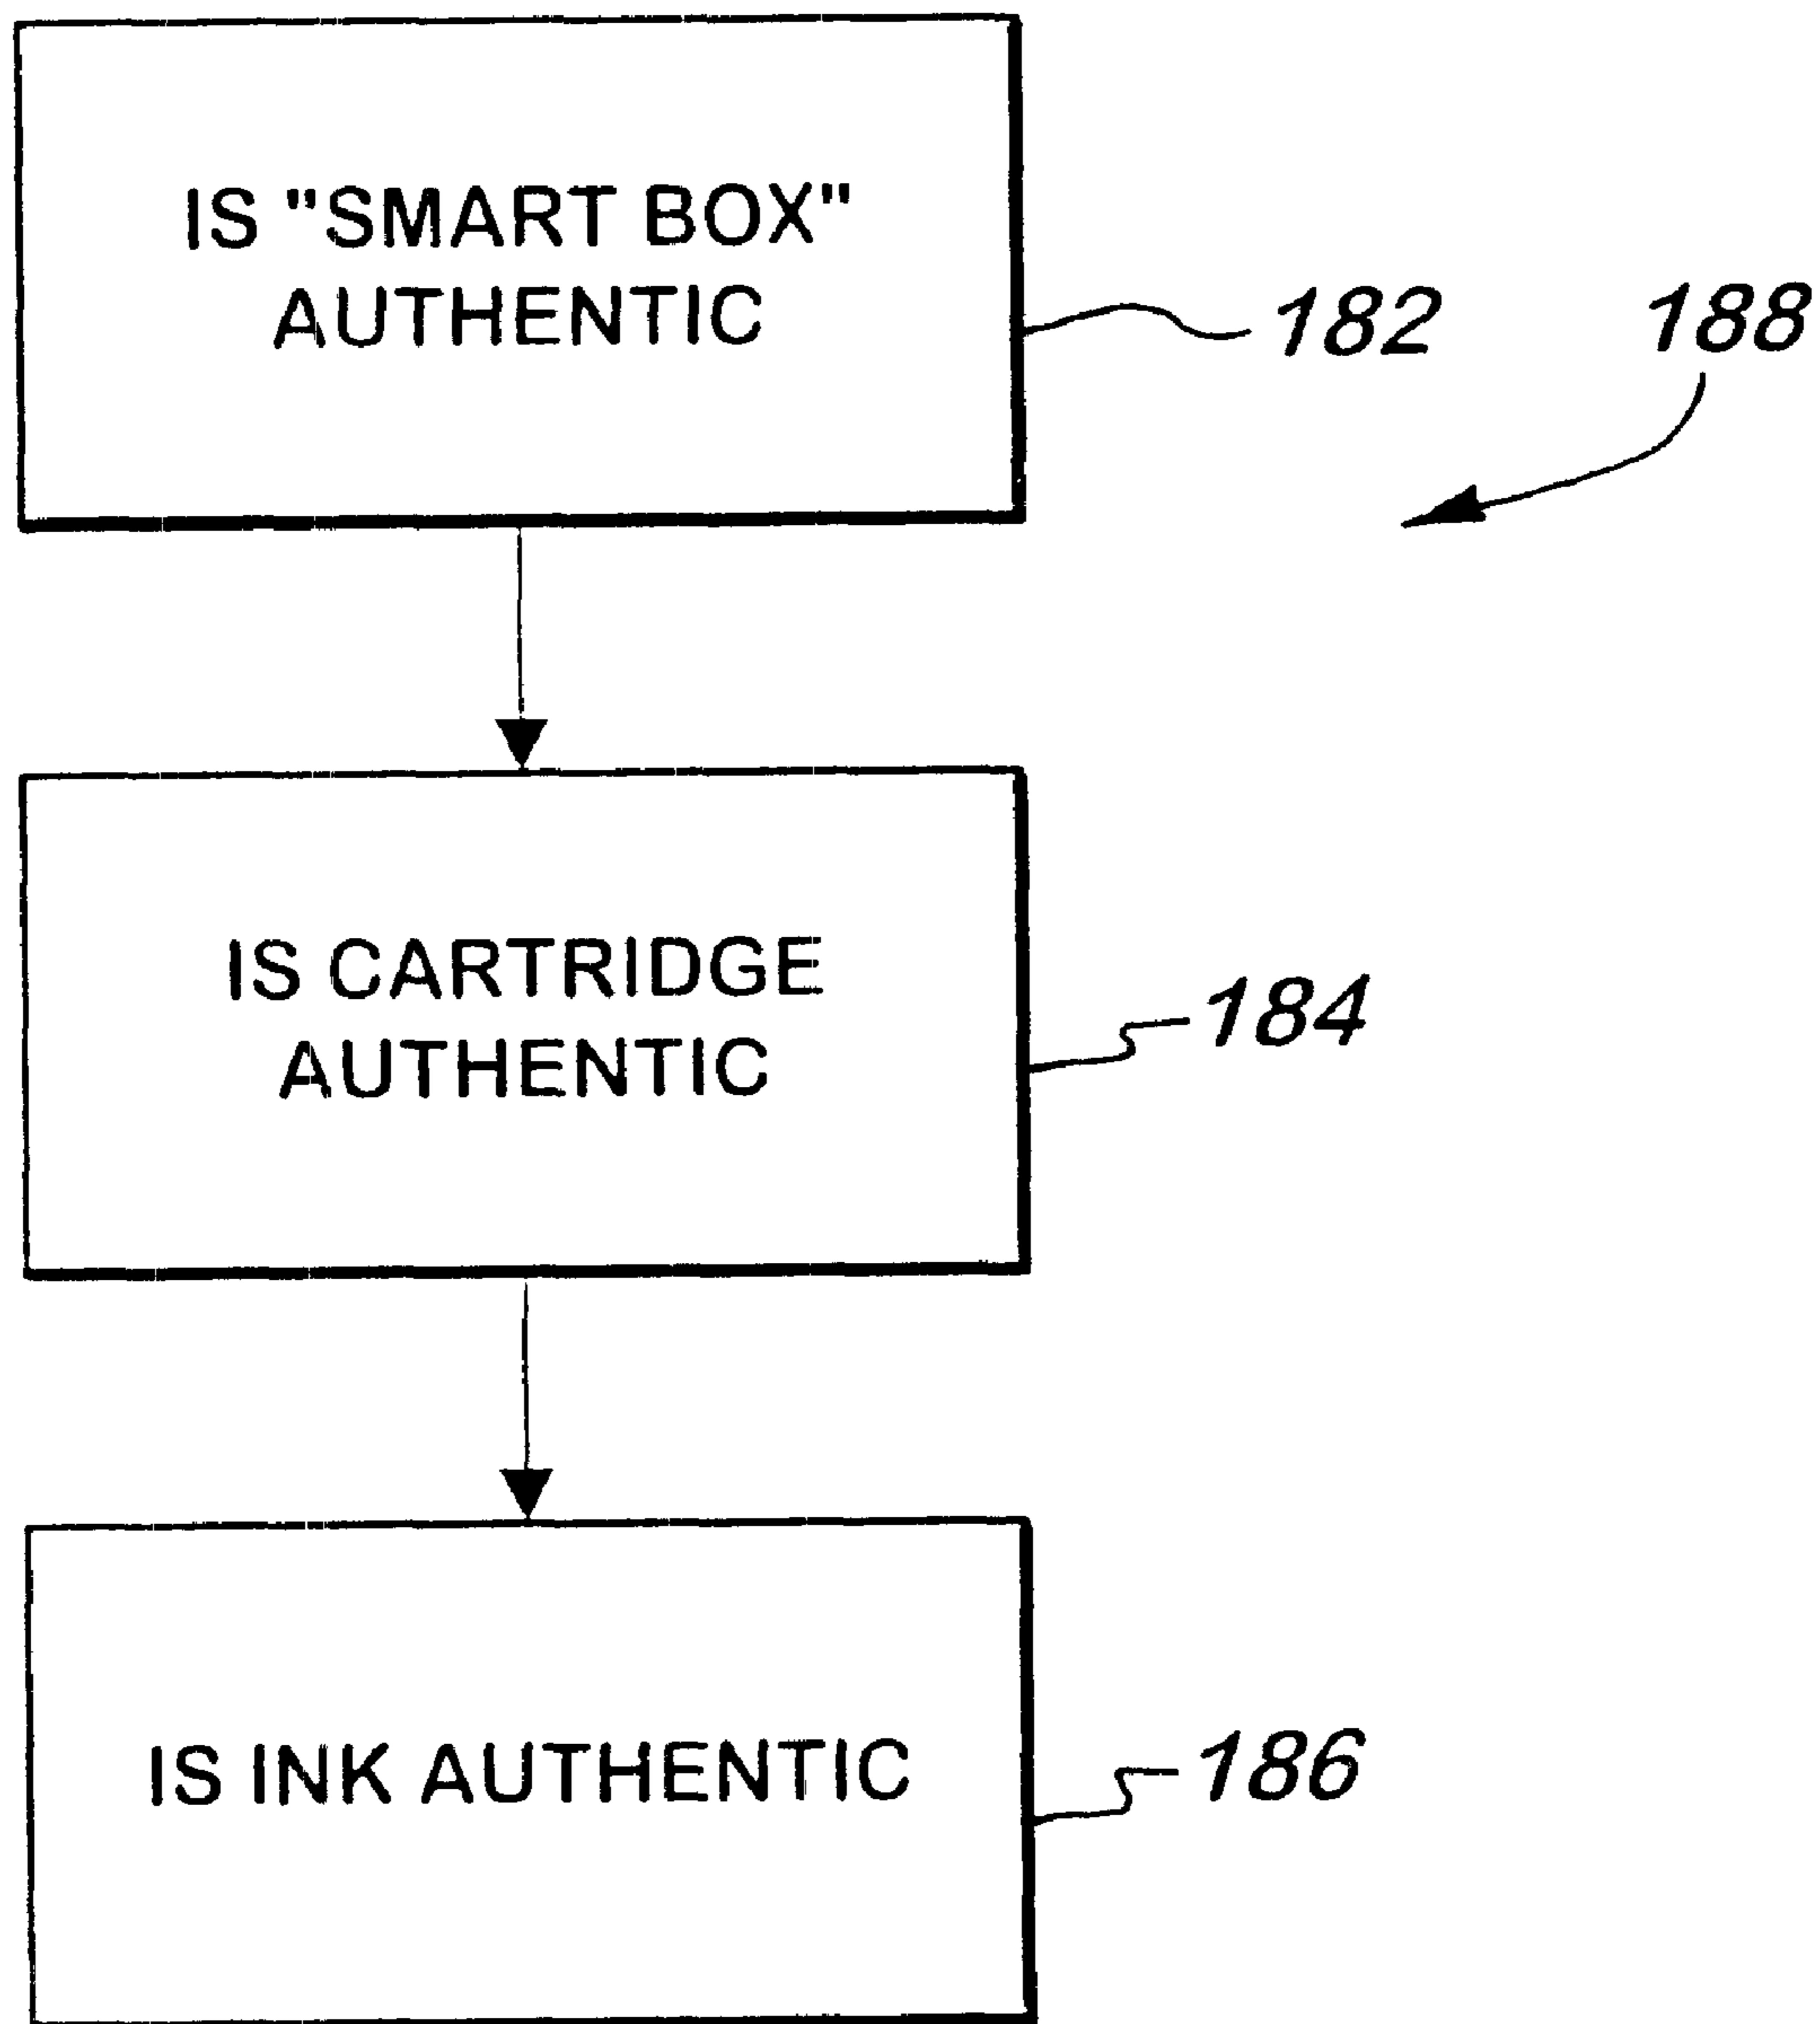 IS "SMART BOX"
AUTHENTIC
182
188
IS CARTRIDGE
AUTHENTIC
184
IS INK AUTHENTIC
186